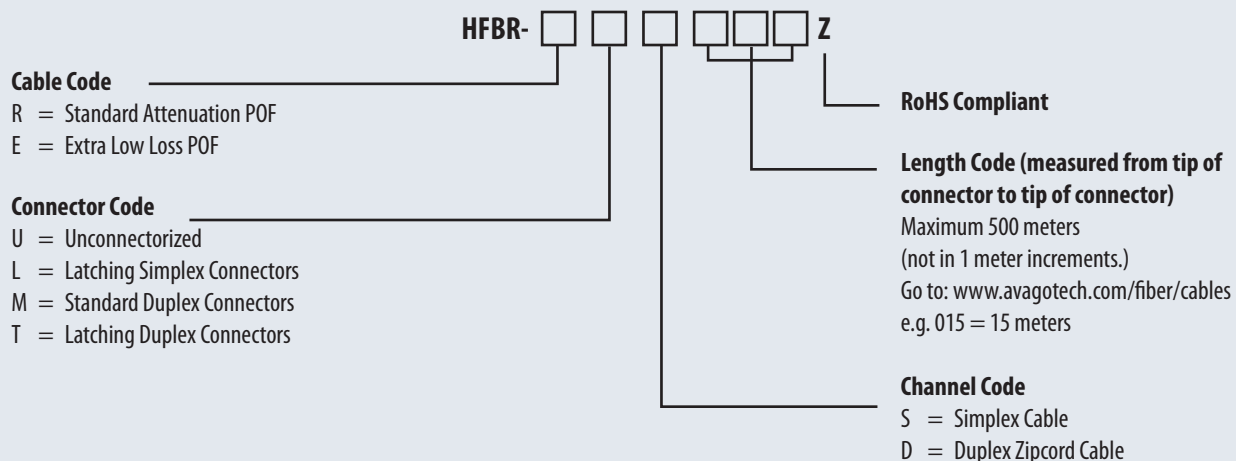 HFBR- Z
Cable Code
R = Standard Attenuation POF
E = Extra Low Loss POF
Connector Code
U = Unconnectorized
L = Latching Simplex Connectors
M = Standard Duplex Connectors
T = Latching Duplex Connectors
RoHS Compliant
Length Code (measured from tip of
connector to tip of connector)
Maximum 500 meters
(not in 1 meter increments.)
Go to: www.avagotech.com/fiber/cables
e.g. 015 = 15 meters
Channel Code
S = Simplex Cable
D = Duplex Zipcord Cable